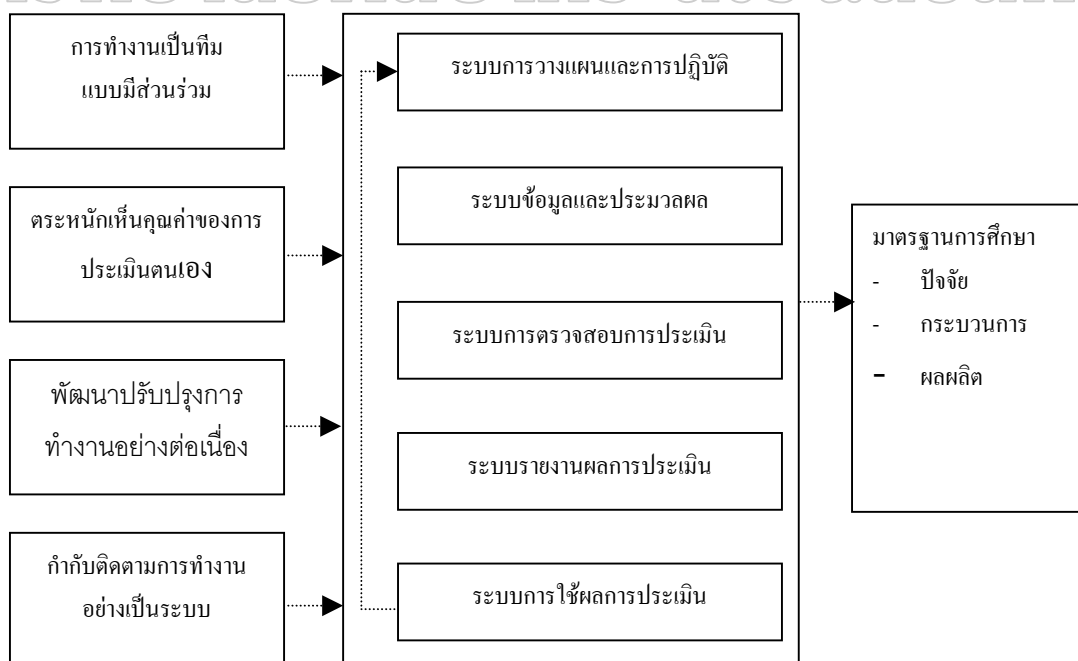 การทำงานเป็นทีม
แบบมีส่วนร่วม
ตระหนักเห็นคุณค่าของการ
ประเมินตนเอง
พัฒนาปรับปรุงการ
ทำงานอย่างต่อเนื่อง
กำกับติดตามการทำงาน
อย่างเป็นระบบ
ระบบการวางแผนและการปฏิบัติ
ระบบข้อมูลและประมวลผล
ระบบการตรวจสอบการประเมิน
ระบบรายงานผลการประเมิน
ระบบการใช้ผลการประเมิน
มาตรฐานการศึกษา
- ปัจจัย
- กระบวนการ
- ผลผลิต